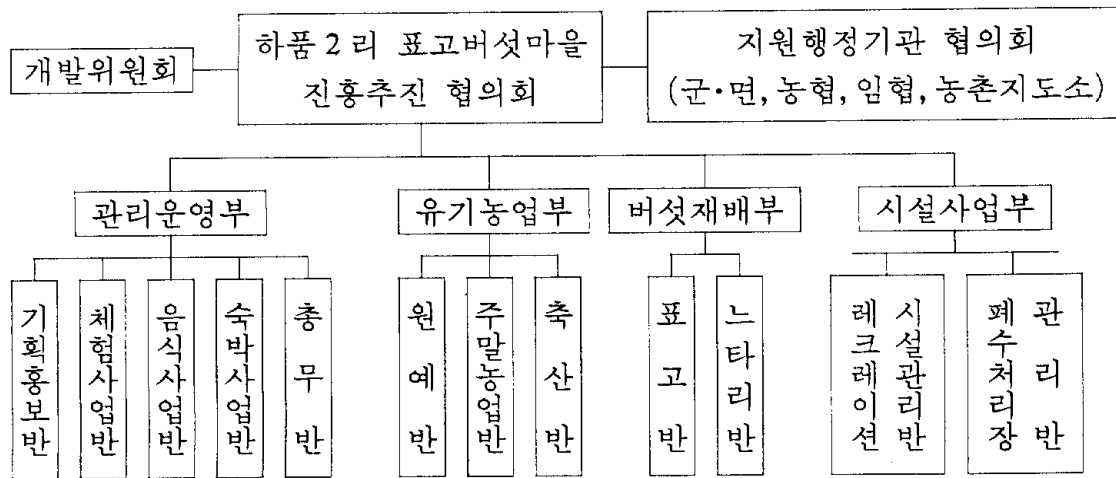 개발위원회
하품2리 표고버섯마을
진흥추진 협의회
지원행정기관 협의회
(군·면, 농협, 임협, 농촌지도소)
관리운영부
유기농업부
버섯재배부
시설사업부
기획홍보반
체험사업반
음식사업반
숙박사업반
총무반
원예반
주말농업반
축산반
표고반
느타리반
레크레이션
시설관리반
폐수처리장
관리반